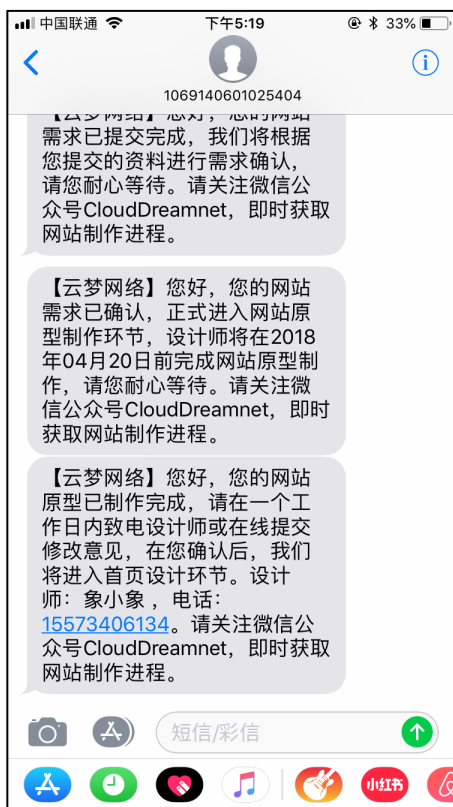 中国联通 下午5:19 33%
1069140601025404
【云梦网络】您好，您的网站
需求已提交完成，我们将根据
您提交的资料进行需求确认，
请您耐心等待。请关注微信公
众号CloudDreamnet，即时获取
网站制作进程。
【云梦网络】您好，您的网站
需求已确认，正式进入网站原
型制作环节，设计师将在2018
年04月20日前完成网站原型制
作，请您耐心等待。请关注微
信公众号CloudDreamnet，即时
获取网站制作进程。
【云梦网络】您好，您的网站
原型已制作完成，请在一个工
作日内致电设计师或在线提交
修改意见，在您确认后，我们
将进入首页设计环节。设计
师：象小象 ，电话：
15573406134。请关注微信公
众号CloudDreamnet，即时获取
网站制作进程。
短信/彩信
小红书